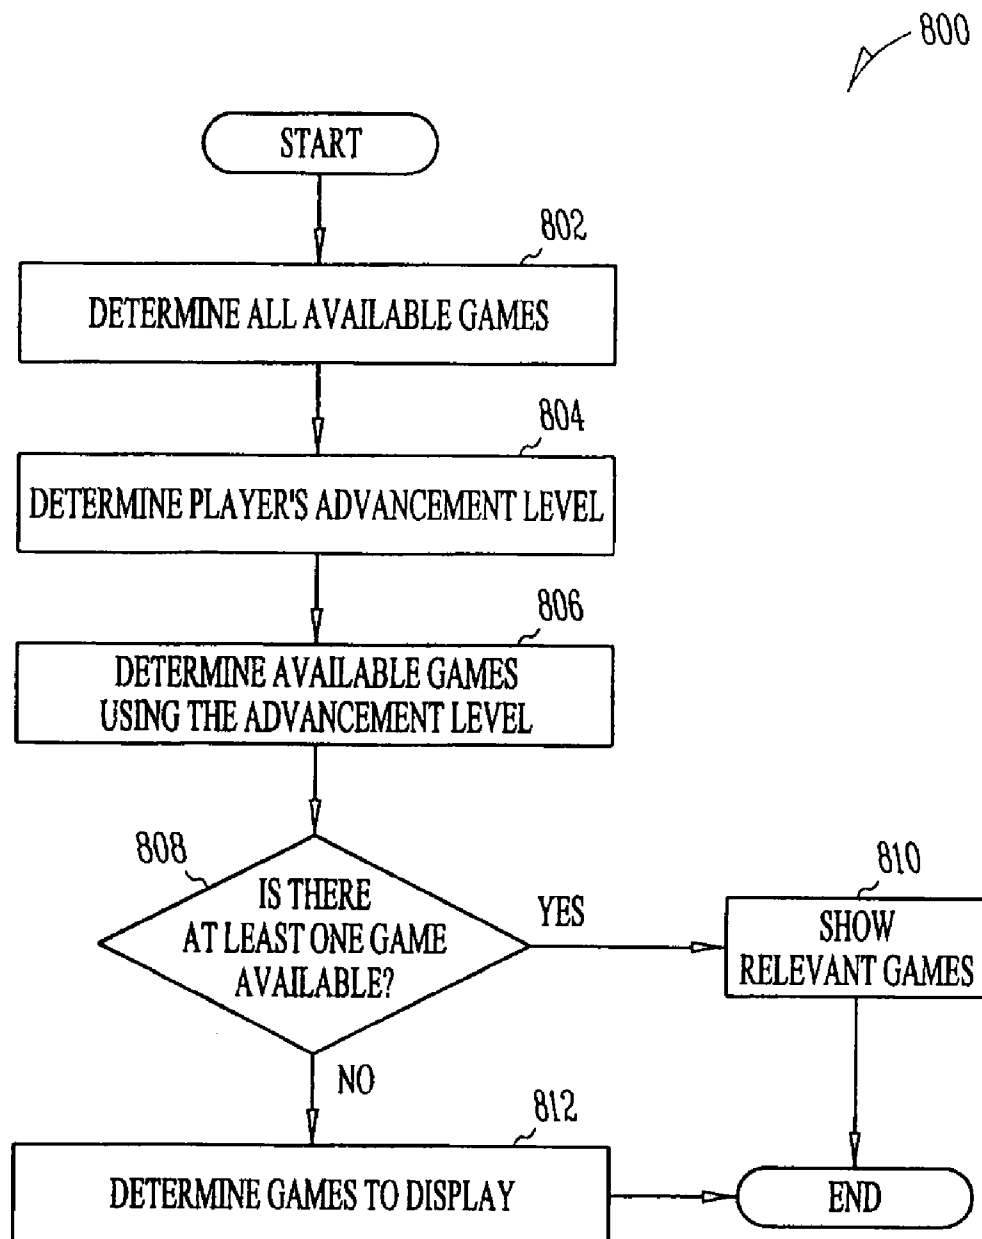 800
START
802
DETERMINE ALL AVAILABLE GAMES
804
DETERMINE PLAYER'S ADVANCEMENT LEVEL
806
DETERMINE AVAILABLE GAMES
USING THE ADVANCEMENT LEVEL
808
IS THERE
AT LEAST ONE GAME
AVAILABLE?
YES
810
SHOW
RELEVANT GAMES
NO
812
DETERMINE GAMES TO DISPLAY
END